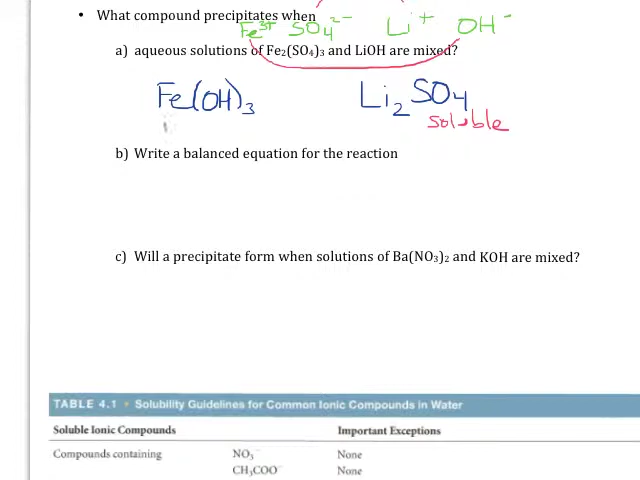 • What compound precipitates when
Fe³⁺ SO₄²⁻ Li⁺ OH⁻
a) aqueous solutions of Fe₂(SO₄)₃ and LiOH are mixed?
Fe(OH)₃ Li₂SO₄
soluble
b) Write a balanced equation for the reaction
c) Will a precipitate form when solutions of Ba(NO₃)₂ and KOH are mixed?
TABLE 4.1 • Solubility Guidelines for Common Ionic Compounds in Water
Soluble Ionic Compounds Important Exceptions
Compounds containing NO₃⁻ None
CH₃COO⁻ None